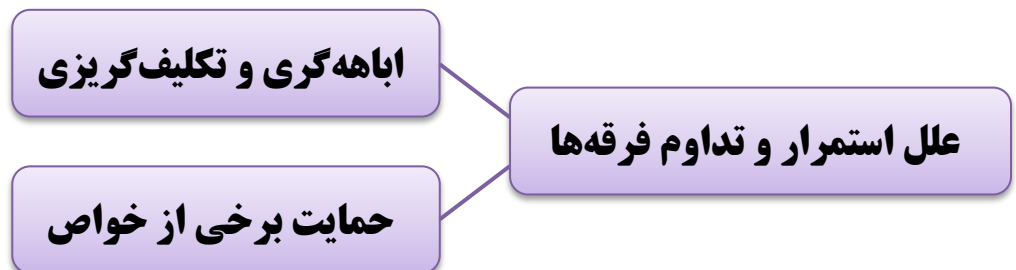 علل استمرار و تداوم فرقه‌ها
اباهه‌گری و تکلیف‌گریزی
حمایت برخی از خواص